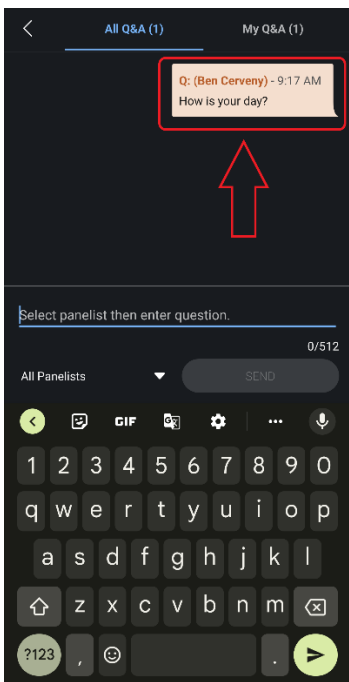 All Q&A (1) My Q&A (1)
Q: (Ben Cerveny) - 9:17 AM
How is your day?
Select panelist then enter question.
0/512
All Panelists SEND
GIF
1 2 3 4 5 6 7 8 9 0
q w e r t y u i o p
a s d f g h j k l
z x c v b n m
?123 , .